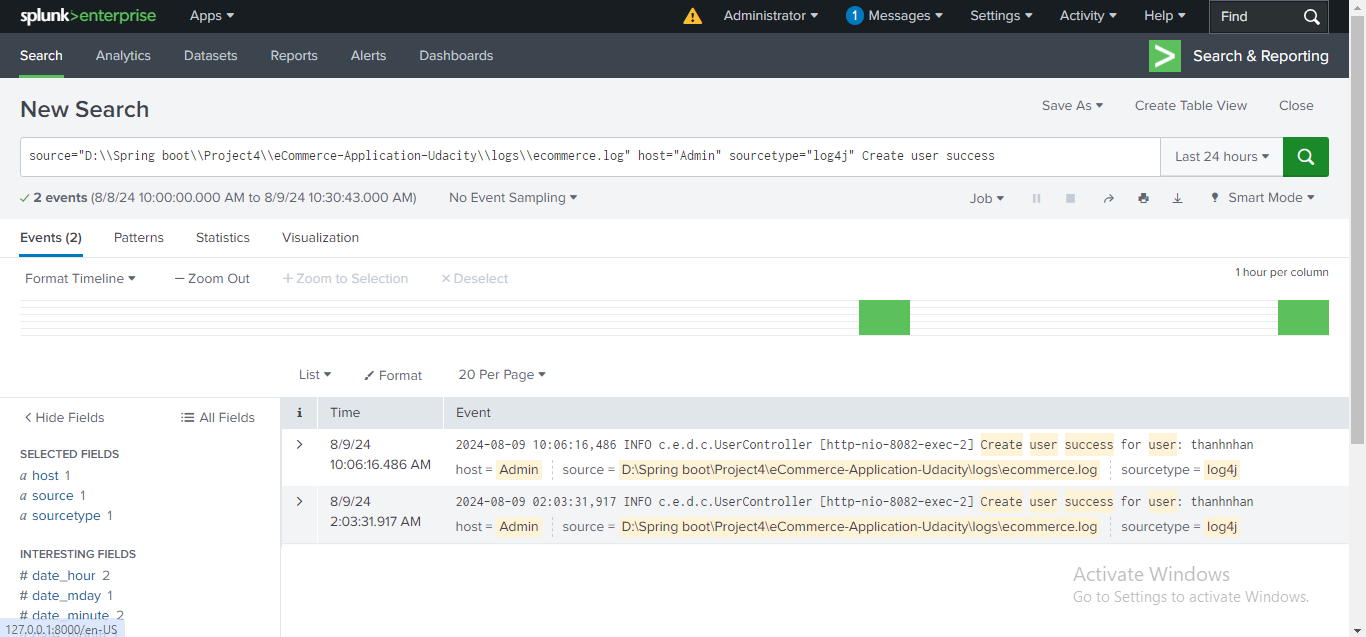 splunk>enterprise Apps Administrator 1 Messages Settings Activity Help Find
Search Analytics Datasets Reports Alerts Dashboards > Search & Reporting
New Search Save As Create Table View Close
source="D:\\Spring boot\\Project4\\eCommerce-Application-Udacity\\logs\\ecommerce.log" host="Admin" sourcetype="log4j" Create user success Last 24 hours
2 events (8/8/24 10:00:00.000 AM to 8/9/24 10:30:43.000 AM) No Event Sampling Job Smart Mode
Events (2) Patterns Statistics Visualization
Format Timeline — Zoom Out + Zoom to Selection × Deselect 1 hour per column
List Format 20 Per Page
Hide Fields All Fields
i Time Event
SELECTED FIELDS
a host 1
a source 1
a sourcetype 1
INTERESTING FIELDS
# date_hour 2
# date_mday 1
# date_minute 2
8/9/24
10:06:16.486 AM
2024-08-09 10:06:16,486 INFO c.e.d.c.UserController [http-nio-8082-exec-2] Create user success for user: thanhnhan
host = Admin source = D:\Spring boot\Project4\eCommerce-Application-Udacity\logs\ecommerce.log sourcetype = log4j
8/9/24
2:03:31.917 AM
2024-08-09 02:03:31,917 INFO c.e.d.c.UserController [http-nio-8082-exec-2] Create user success for user: thanhnhan
host = Admin source = D:\Spring boot\Project4\eCommerce-Application-Udacity\logs\ecommerce.log sourcetype = log4j
Activate Windows
Go to Settings to activate Windows.
127.0.0.1:8000/en-US